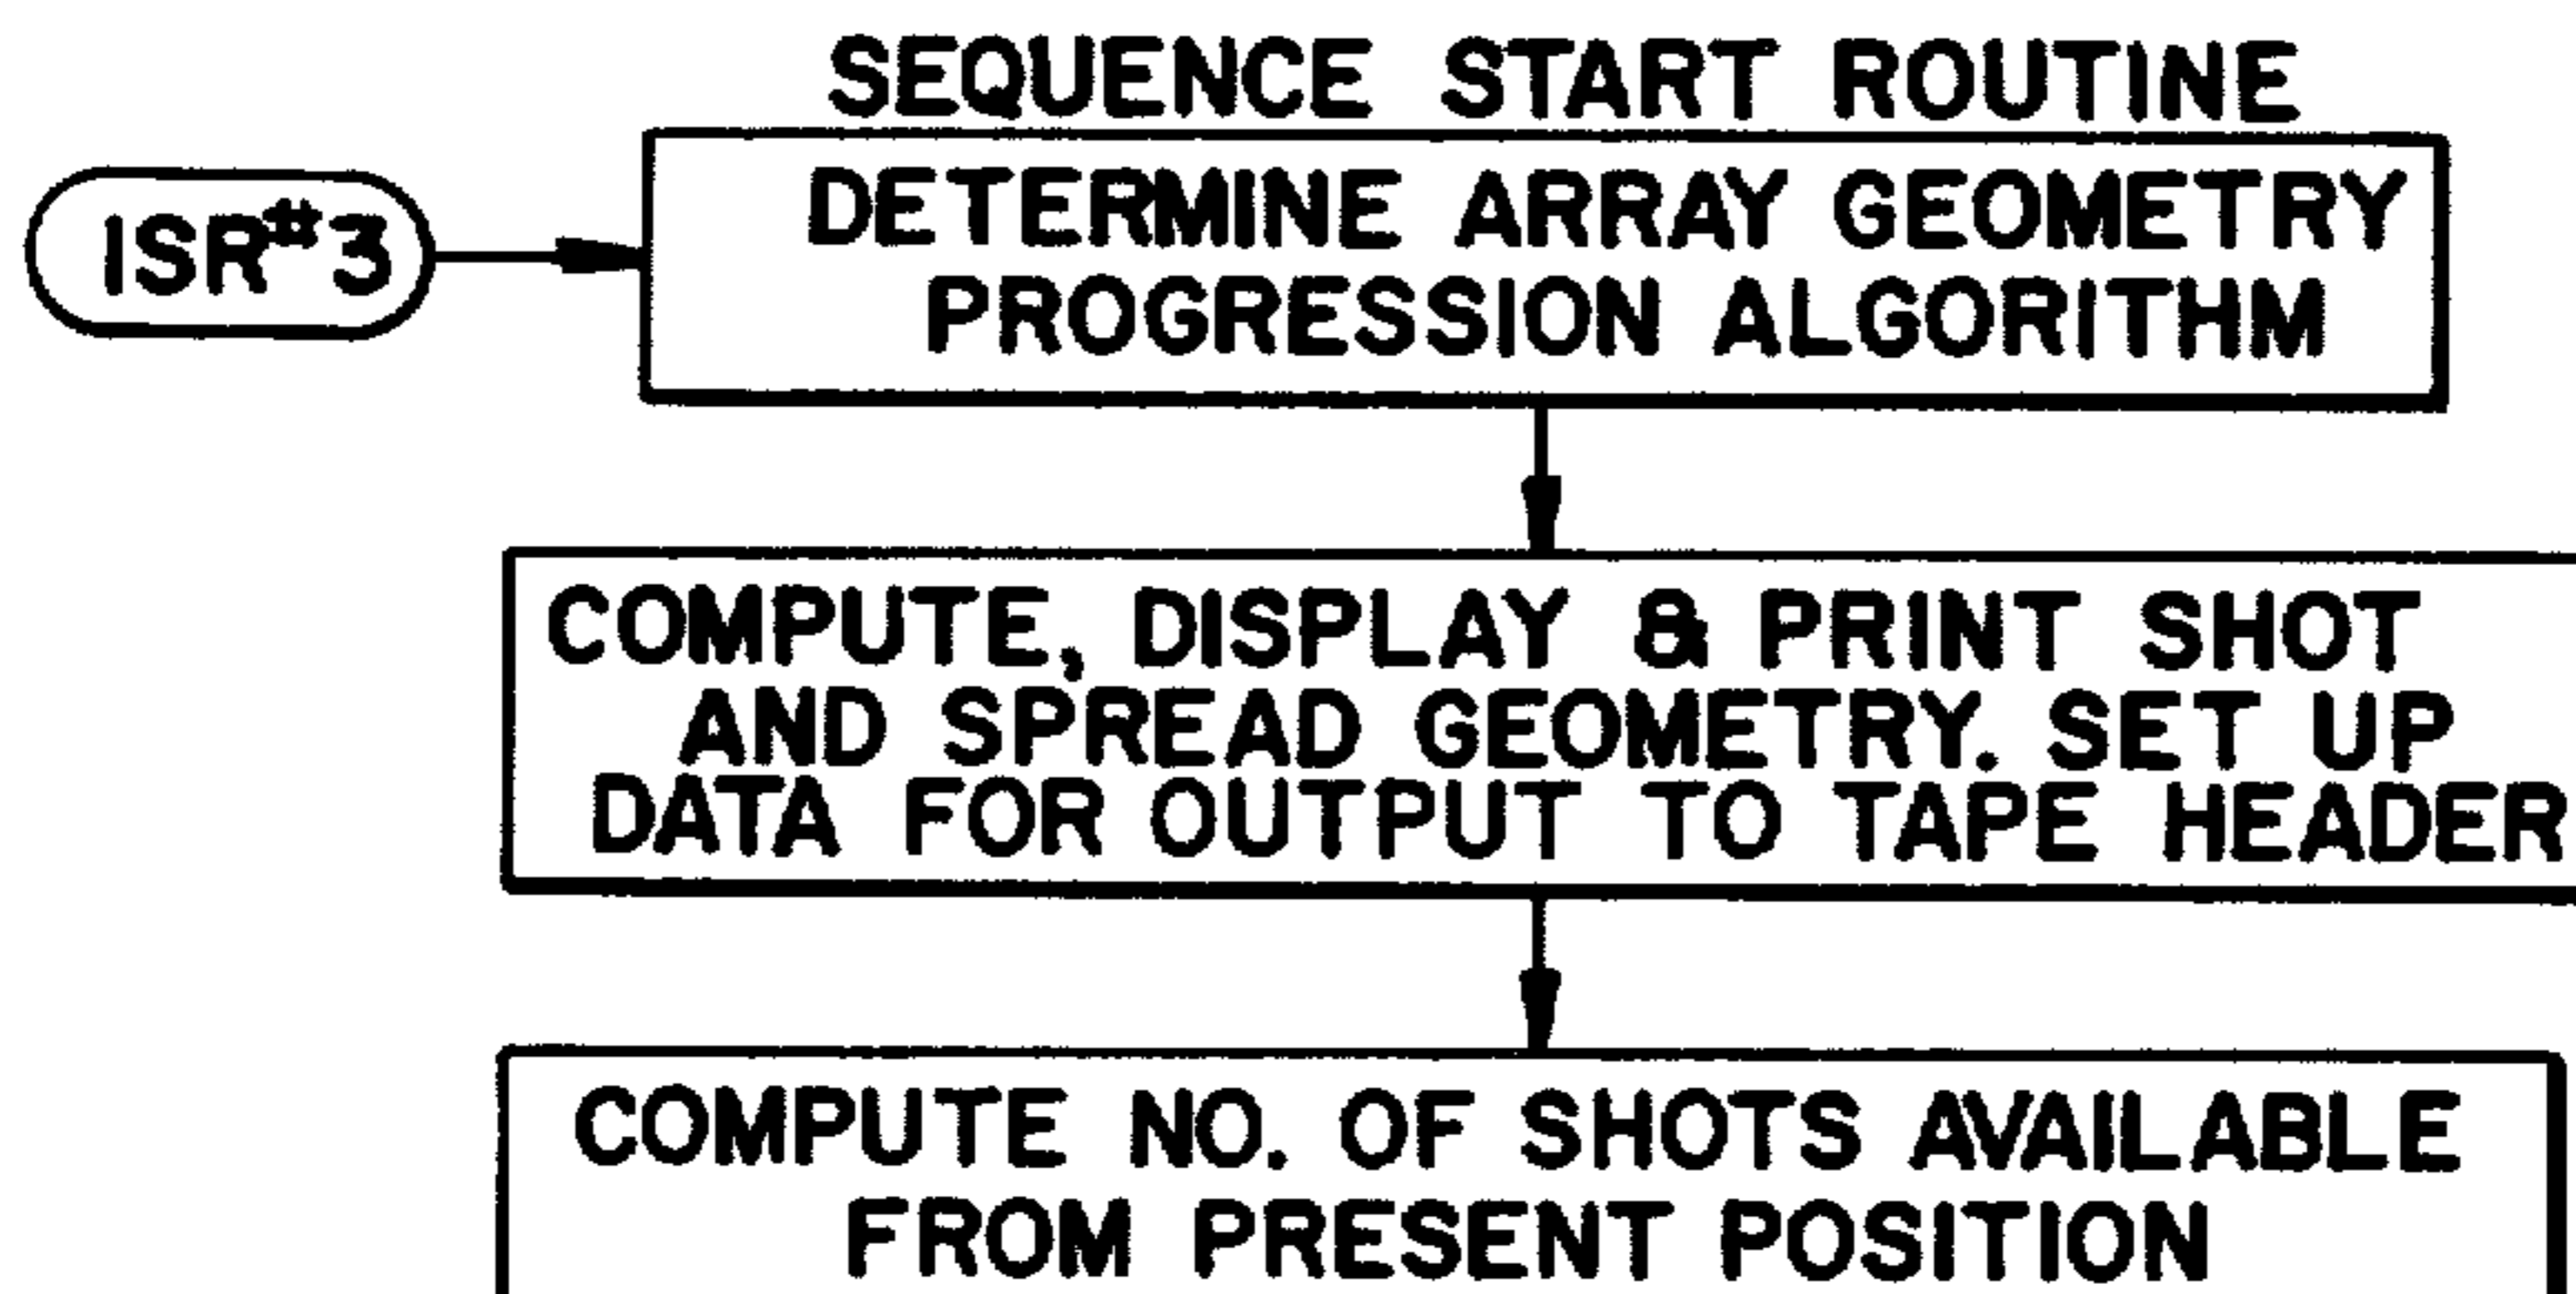 SEQUENCE START ROUTINE
ISR#3
DETERMINE ARRAY GEOMETRY
PROGRESSION ALGORITHM
COMPUTE, DISPLAY & PRINT SHOT
AND SPREAD GEOMETRY. SET UP
DATA FOR OUTPUT TO TAPE HEADER
COMPUTE NO. OF SHOTS AVAILABLE
FROM PRESENT POSITION